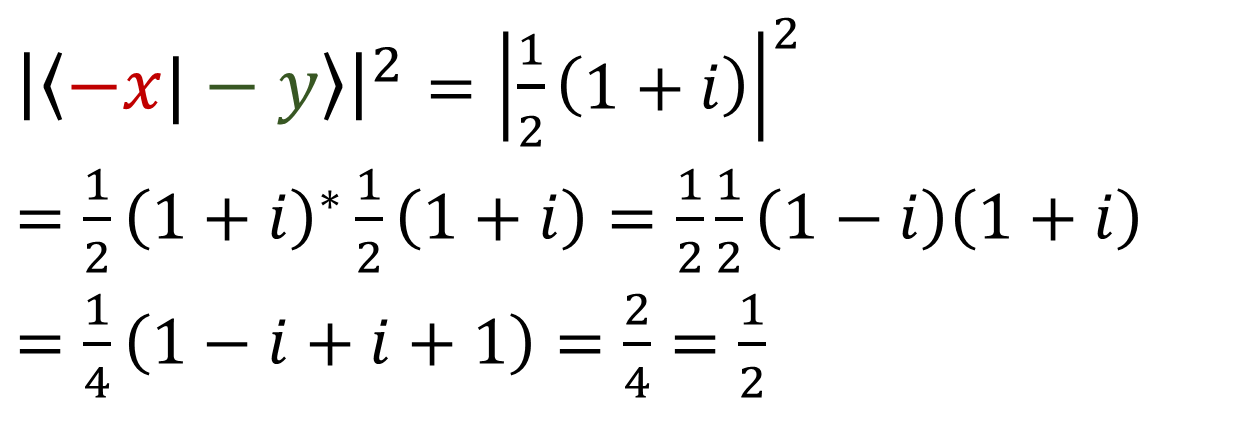 |⟨−x| − y⟩|² = |1/2 (1 + i)|²
= 1/2 (1 + i)* 1/2 (1 + i) = 1/2 1/2 (1 − i)(1 + i)
= 1/4 (1 − i + i + 1) = 2/4 = 1/2